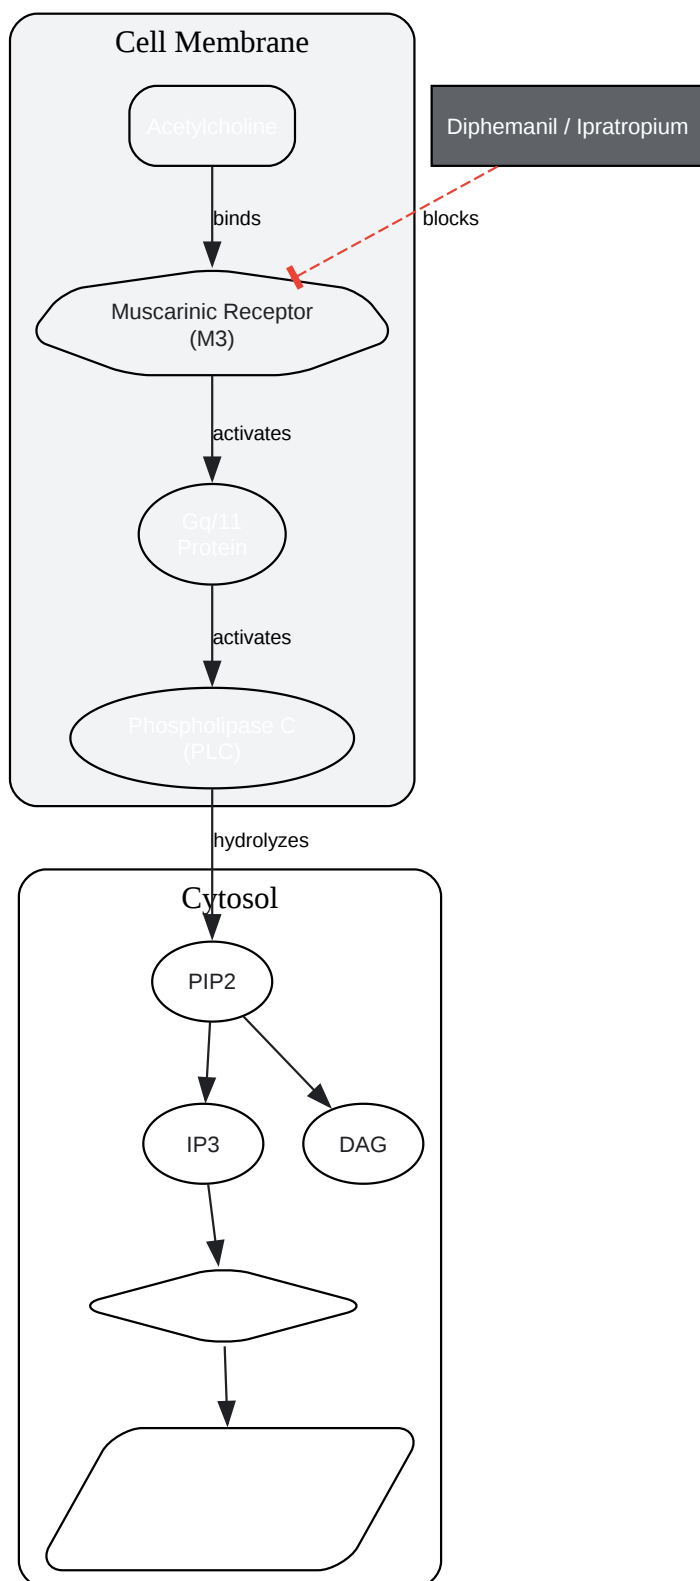 Cell Membrane
Acetylcholine
Diphemanil / Ipratropium
binds
blocks
Muscarinic Receptor
(M3)
activates
Gq/11
Protein
activates
Phospholipase C
(PLC)
hydrolyzes
Cytosol
PIP2
IP3
DAG